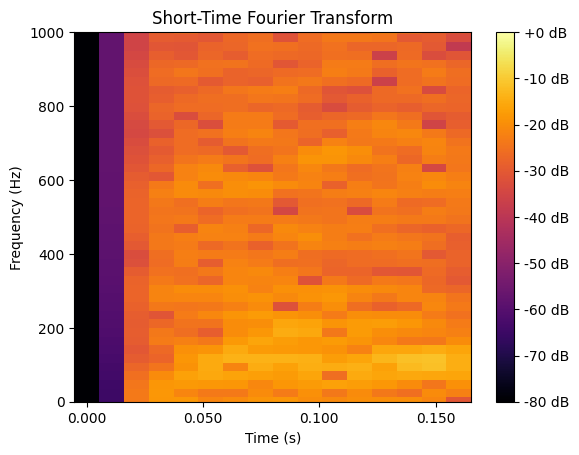 Short-Time Fourier Transform
Frequency (Hz)
1000
800
600
400
200
0
0.000
0.050
0.100
0.150
Time (s)
+0 dB
-10 dB
-20 dB
-30 dB
-40 dB
-50 dB
-60 dB
-70 dB
-80 dB